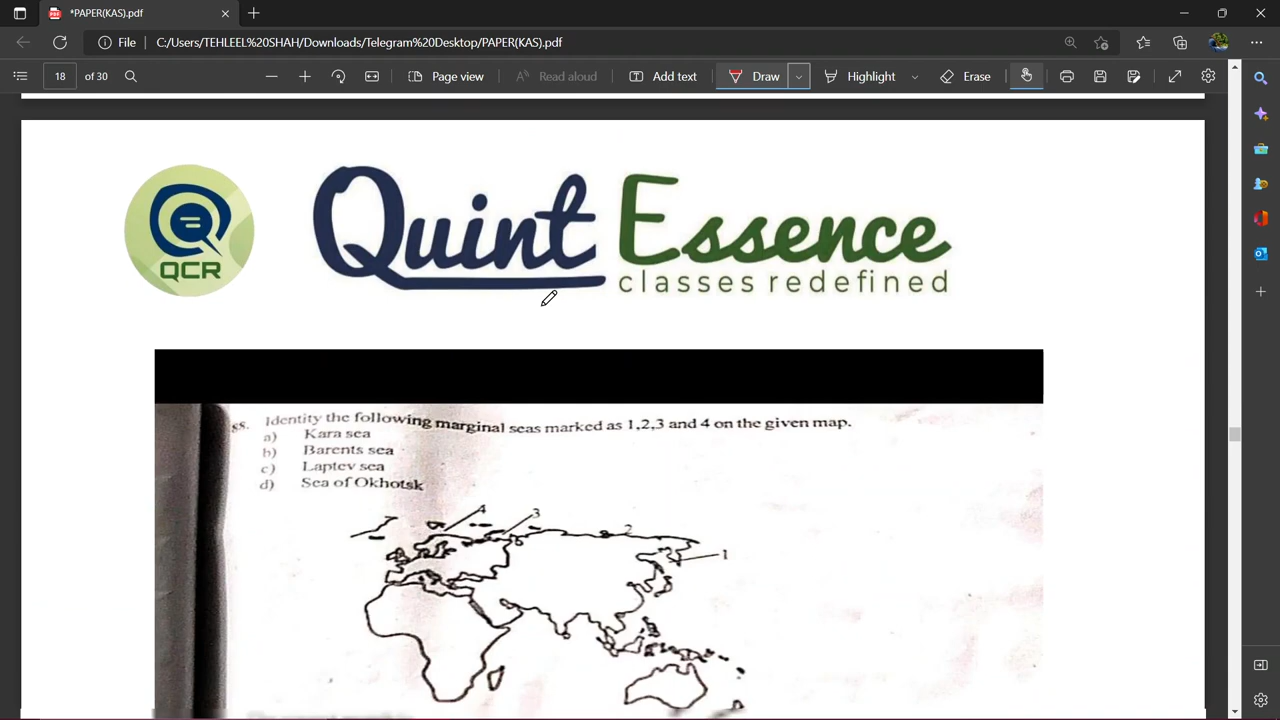 *PAPER(KAS).pdf
File C:/Users/TEHLEEL%20SHAH/Downloads/Telegram%20Desktop/PAPER(KAS).pdf
18 of 30 Page view Read aloud Add text Draw Highlight Erase
QCR
Quint Essence
classes redefined
88. Identity the following marginal seas marked as 1,2,3 and 4 on the given map.
a) Kara sea
b) Barents sea
c) Laptev sea
d) Sea of Okhotsk
4
3
2
1